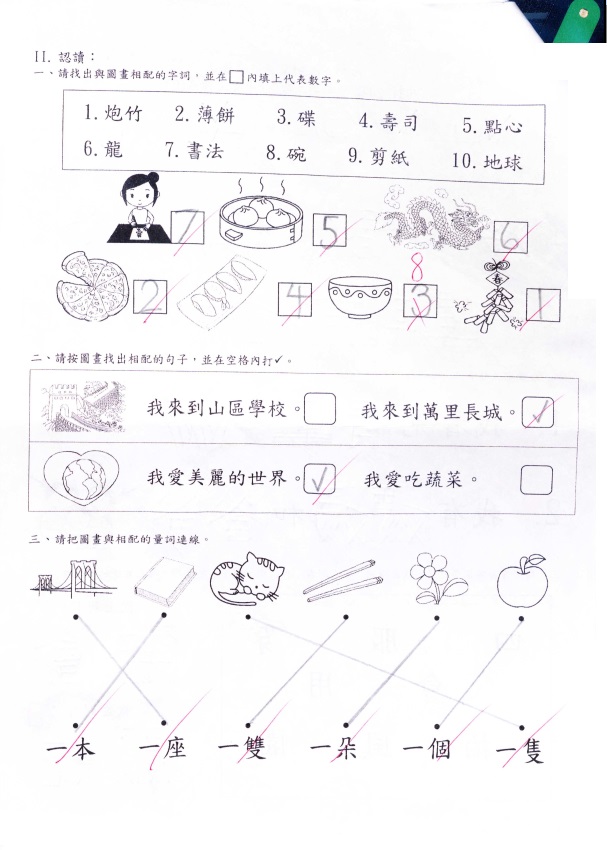 II. 認讀：
一、請找出與圖畫相配的字詞，並在□內填上代表數字。
1.炮竹 2.薄餅 3.碟 4.壽司 5.點心
6.龍 7.書法 8.碗 9.剪紙 10.地球
7 5 6
8
2 4 3 春 1
二、請按圖畫找出相配的句子，並在空格內打✓。
我來到山區學校。 我來到萬里長城。✓
我愛美麗的世界。✓ 我愛吃蔬菜。
三、請把圖畫與相配的量詞連線。
一本 一座 一雙 一朵 一個 一隻